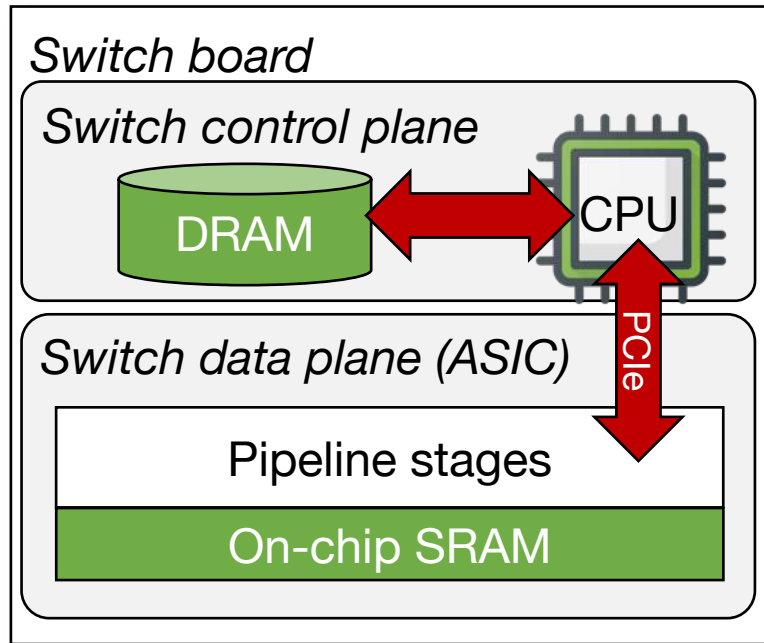 Switch board
Switch control plane
DRAM
CPU
PCIe
Switch data plane (ASIC)
Pipeline stages
On-chip SRAM